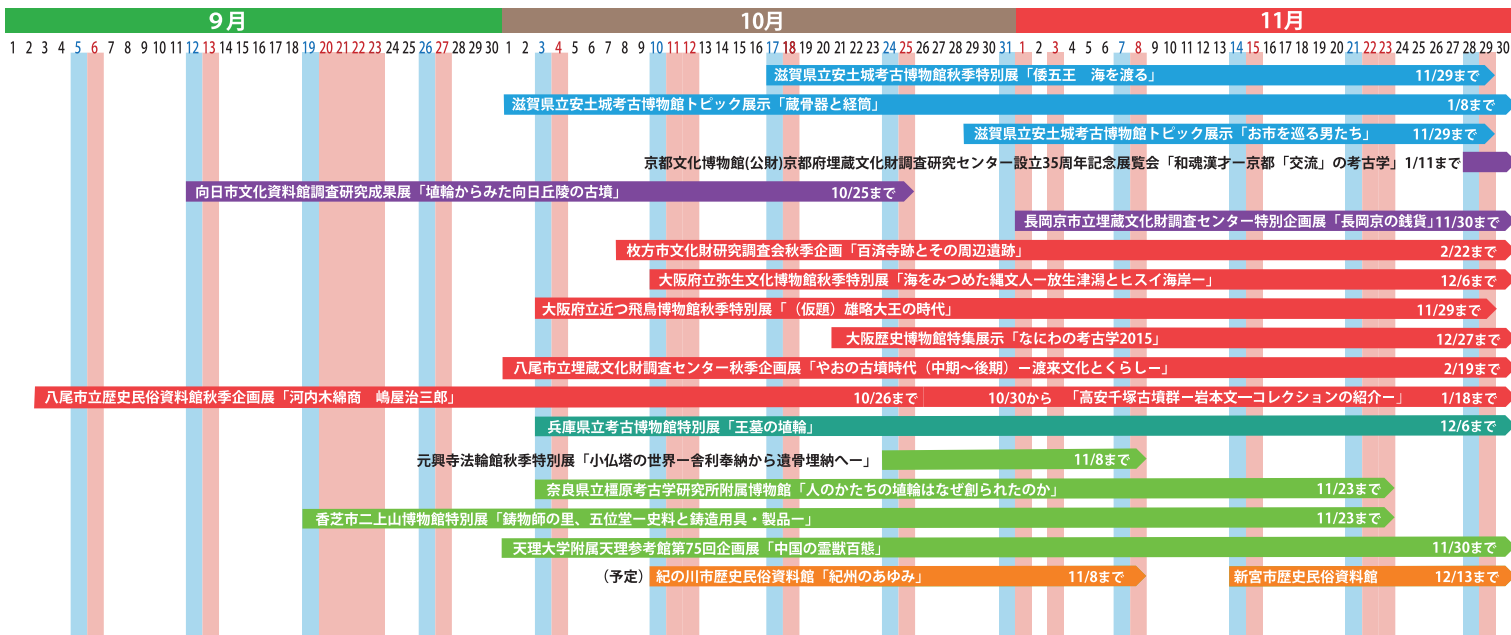 9月 10月 11月
1 2 3 4 5 6 7 8 9 10 11 12 13 14 15 16 17 18 19 20 21 22 23 24 25 26 27 28 29 30 1 2 3 4 5 6 7 8 9 10 11 12 13 14 15 16 17 18 19 20 21 22 23 24 25 26 27 28 29 30 31 1 2 3 4 5 6 7 8 9 10 11 12 13 14 15 16 17 18 19 20 21 22 23 24 25 26 27 28 29 30
滋賀県立安土城考古博物館秋季特別展「倭五王　海を渡る」 11/29まで
滋賀県立安土城考古博物館トピック展示「蔵骨器と経筒」 1/8まで
滋賀県立安土城考古博物館トピック展示「お市を巡る男たち」 11/29まで
京都文化博物館(公財)京都府埋蔵文化財調査研究センター設立35周年記念展覧会「和魂漢才ー京都「交流」の考古学」1/11まで
向日市文化資料館調査研究成果展「埴輪からみた向日丘陵の古墳」 10/25まで
長岡京市立埋蔵文化財調査センター特別企画展「長岡京の銭貨」11/30まで
枚方市文化財研究調査会秋季企画「百済寺跡とその周辺遺跡」 2/22まで
大阪府立弥生文化博物館秋季特別展「海をみつめた縄文人ー放生津潟とヒスイ海岸ー」 12/6まで
大阪府立近つ飛鳥博物館秋季特別展「（仮題）雄略大王の時代」 11/29まで
大阪歴史博物館特集展示「なにわの考古学2015」 12/27まで
八尾市立埋蔵文化財調査センター秋季企画展「やおの古墳時代（中期～後期）ー渡来文化とくらしー」 2/19まで
八尾市立歴史民俗資料館秋季企画展「河内木綿商　嶋屋治三郎」 10/26まで 10/30から 「高安千塚古墳群ー岩本文一コレクションの紹介ー」 1/18まで
兵庫県立考古博物館特別展「王墓の埴輪」 12/6まで
元興寺法輪館秋季特別展「小仏塔の世界ー舎利奉納から遺骨埋納へー」 11/8まで
奈良県立橿原考古学研究所附属博物館「人のかたちの埴輪はなぜ創られたのか」 11/23まで
香芝市二上山博物館特別展「鋳物師の里、五位堂ー史料と鋳造用具・製品ー」 11/23まで
天理大学附属天理参考館第75回企画展「中国の霊獣百態」 11/30まで
（予定） 紀の川市歴史民俗資料館「紀州のあゆみ」 11/8まで 新宮市歴史民俗資料館 12/13まで